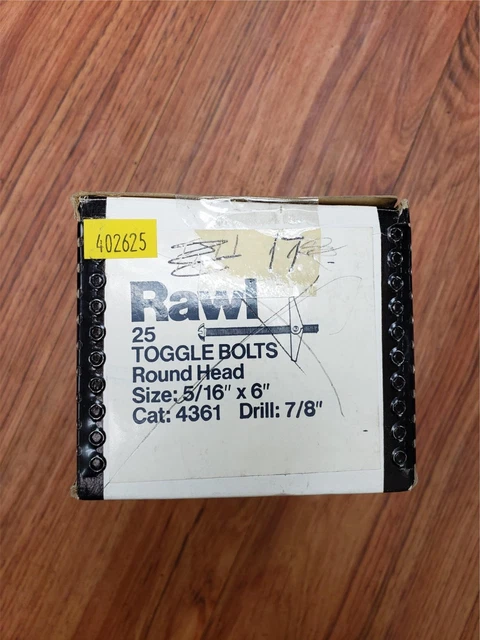 402625
Rawl
25
TOGGLE BOLTS
Round Head
Size: 5/16" x 6"
Cat: 4361 Drill: 7/8"